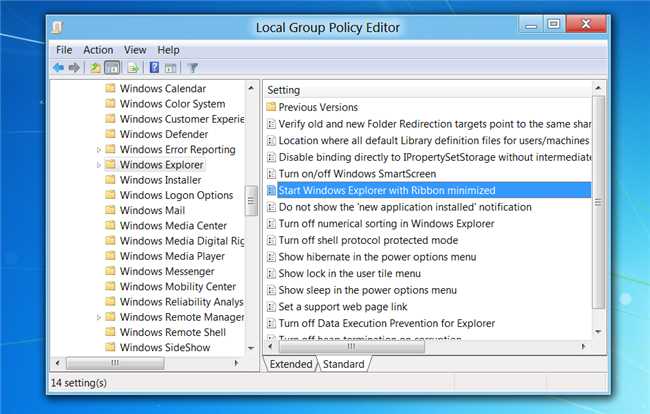 Local Group Policy Editor
File Action View Help
Windows Calendar
Windows Color System
Windows Customer Experie
Windows Defender
Windows Error Reporting
Windows Explorer
Windows Installer
Windows Logon Options
Windows Mail
Windows Media Center
Windows Media Digital Rig
Windows Media Player
Windows Messenger
Windows Mobility Center
Windows Reliability Analys
Windows Remote Manager
Windows Remote Shell
Windows SideShow
Setting
Previous Versions
Verify old and new Folder Redirection targets point to the same shar
Location where all default Library definition files for users/machines
Disable binding directly to IPropertySetStorage without intermediate
Turn on/off Windows SmartScreen
Start Windows Explorer with Ribbon minimized
Do not show the 'new application installed' notification
Turn off numerical sorting in Windows Explorer
Turn off shell protocol protected mode
Show hibernate in the power options menu
Show lock in the user tile menu
Show sleep in the power options menu
Set a support web page link
Turn off Data Execution Prevention for Explorer
Turn off heap termination on corruption
Extended Standard
14 setting(s)